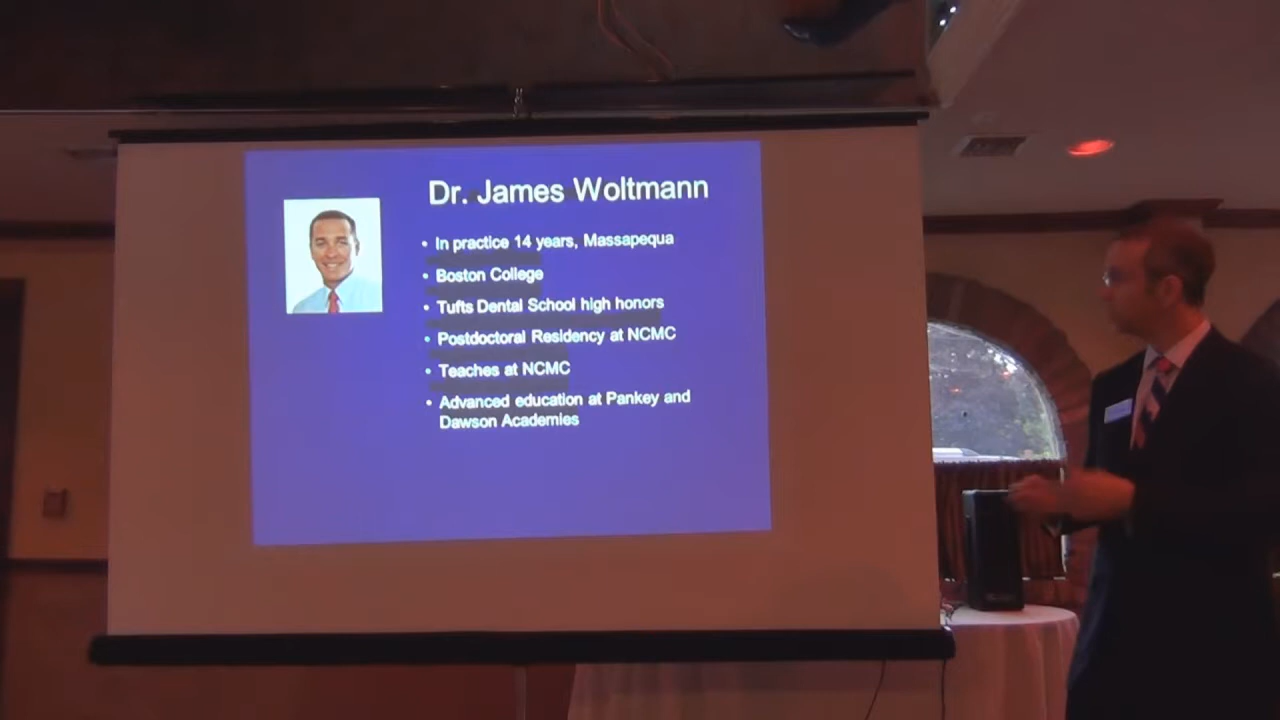 Dr. James Woltmann
• In practice 14 years, Massapequa
• Boston College
• Tufts Dental School high honors
• Postdoctoral Residency at NCMC
• Teaches at NCMC
• Advanced education at Pankey and
Dawson Academies